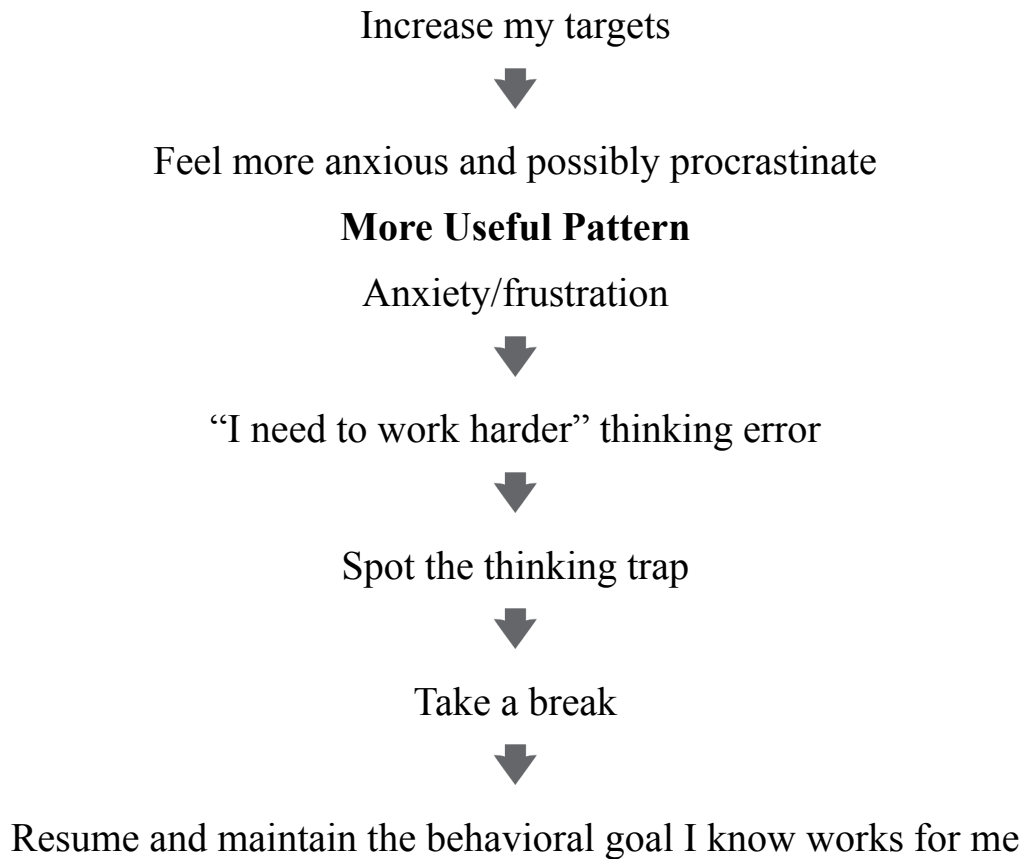 Increase my targets
Feel more anxious and possibly procrastinate
More Useful Pattern
Anxiety/frustration
“I need to work harder” thinking error
Spot the thinking trap
Take a break
Resume and maintain the behavioral goal I know works for me